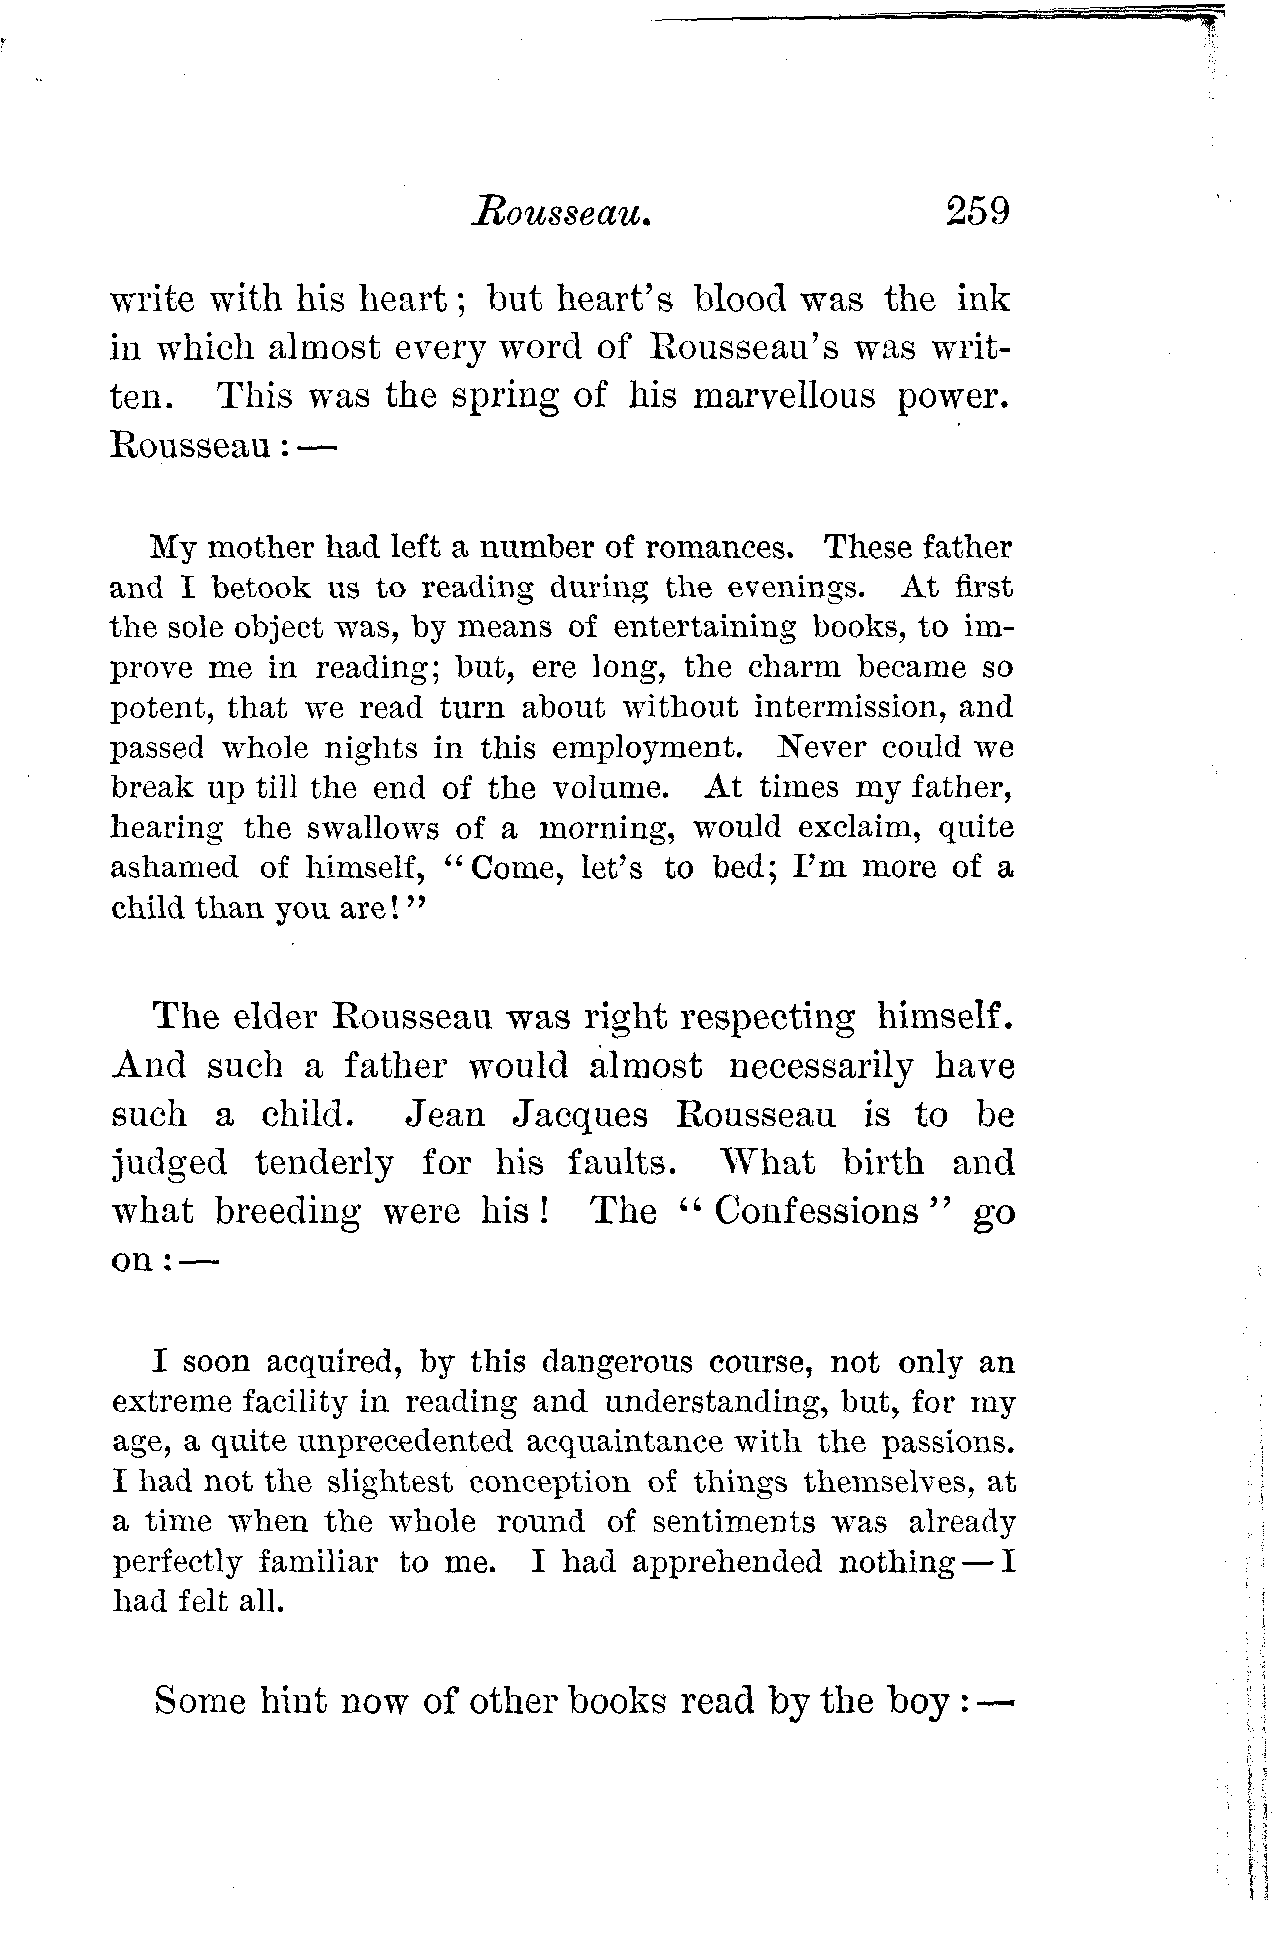 Rousseau. 259
write with his heart; but heart's blood was the ink
in which almost every word of Rousseau's was writ-
ten. This was the spring of his marvellous power.
Rousseau:—
My mother had left a number of romances. These father
and I betook us to reading during the evenings. At first
the sole object was, by means of entertaining books, to im-
prove me in reading; but, ere long, the charm became so
potent, that we read turn about without intermission, and
passed whole nights in this employment. Never could we
break up till the end of the volume. At times my father,
hearing the swallows of a morning, would exclaim, quite
ashamed of himself, "Come, let's to bed; I'm more of a
child than you are!"
The elder Rousseau was right respecting himself.
And such a father would almost necessarily have
such a child. Jean Jacques Rousseau is to be
judged tenderly for his faults. What birth and
what breeding were his! The "Confessions" go
on:—
I soon acquired, by this dangerous course, not only an
extreme facility in reading and understanding, but, for my
age, a quite unprecedented acquaintance with the passions.
I had not the slightest conception of things themselves, at
a time when the whole round of sentiments was already
perfectly familiar to me. I had apprehended nothing—I
had felt all.
Some hint now of other books read by the boy:—